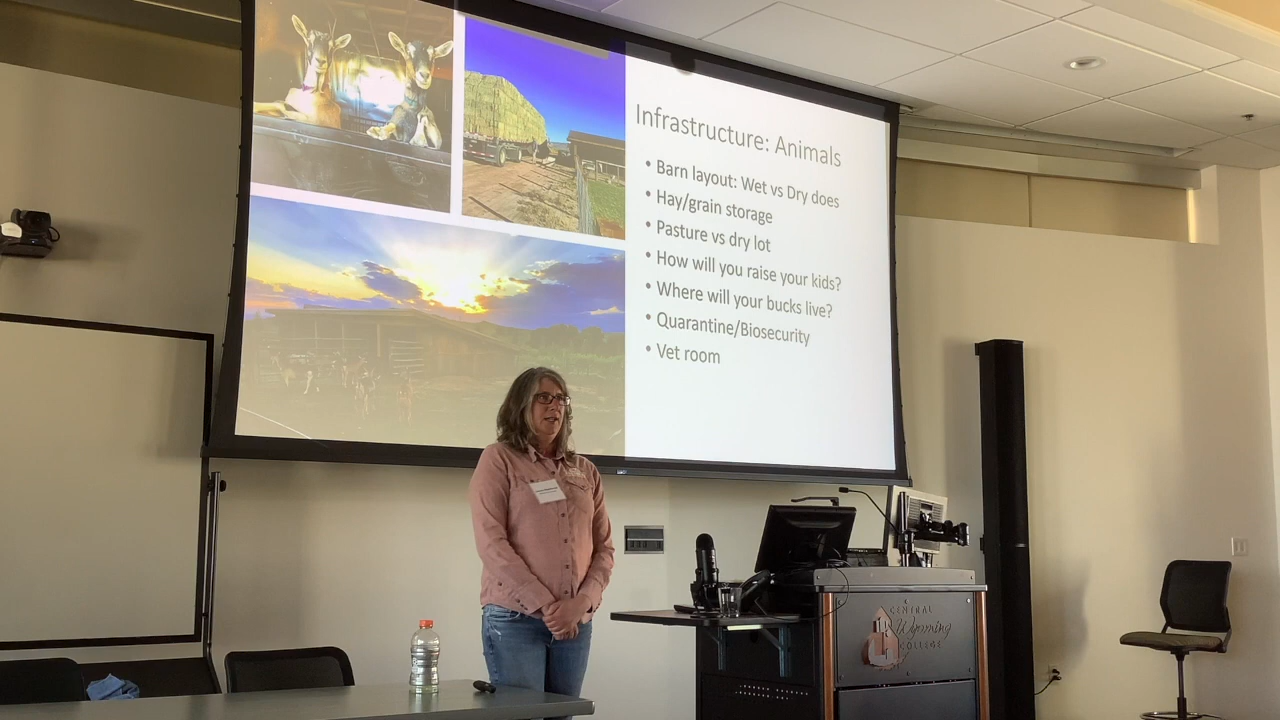 Infrastructure: Animals
• Barn layout: Wet vs Dry does
• Hay/grain storage
• Pasture vs dry lot
• How will you raise your kids?
• Where will your bucks live?
• Quarantine/Biosecurity
• Vet room
CENTRAL
Wyoming
COLLEGE